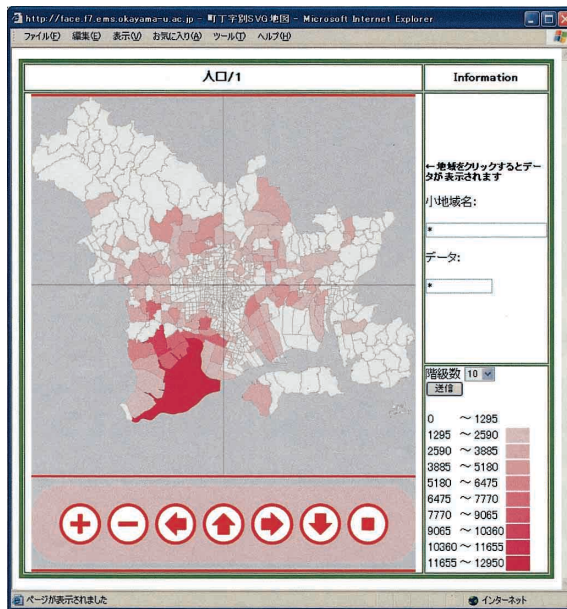 http://face.f7.ems.okayama-u.ac.jp - 町丁字別SVG地図 - Microsoft Internet Explorer
ファイル(F) 編集(E) 表示(V) お気に入り(A) ツール(T) ヘルプ(H)
人口/1
Information
←地域をクリックするとデー
タが表示されます
小地域名:
*
データ:
*
階級数 10
送信
0 ～ 1295
1295 ～ 2590
2590 ～ 3885
3885 ～ 5180
5180 ～ 6475
6475 ～ 7770
7770 ～ 9065
9065 ～ 10360
10360 ～ 11655
11655 ～ 12950
ページが表示されました
インターネット